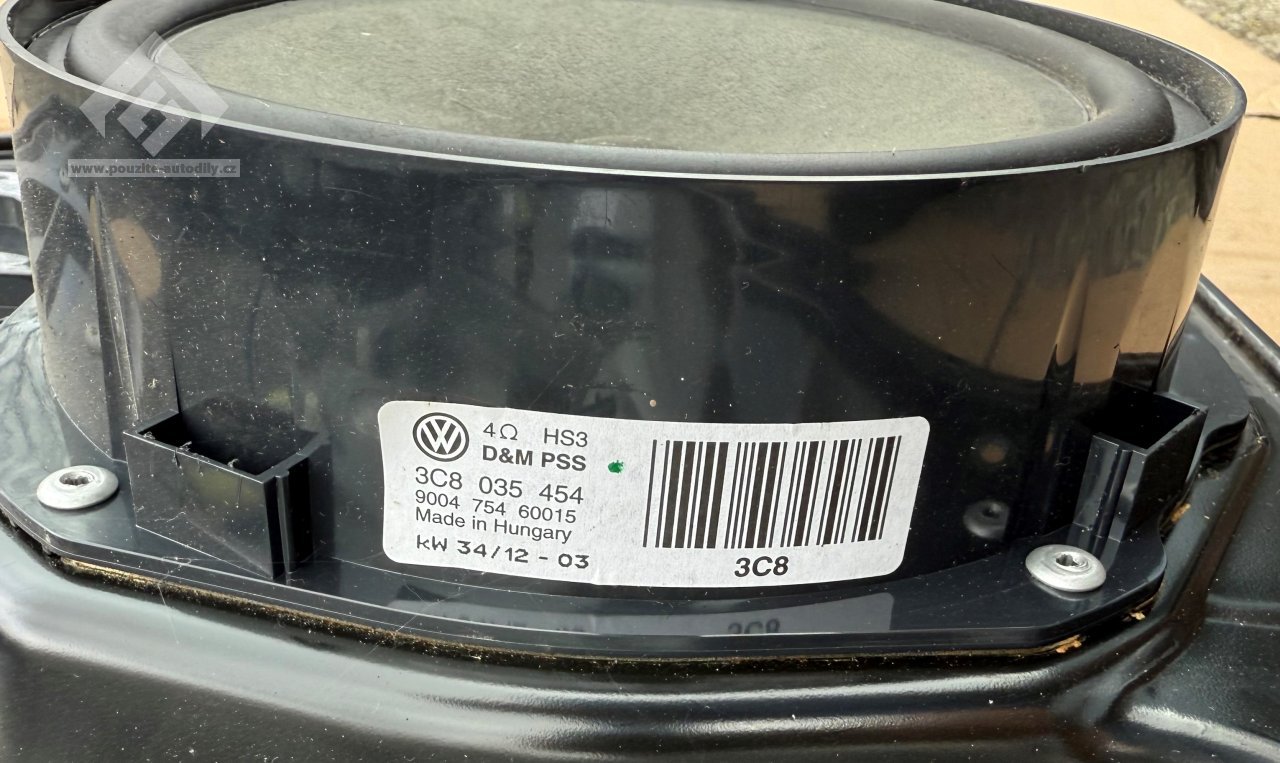 www.pouzite-autodily.cz
4Ω HS3
D&M PSS
3C8 035 454
9004 754 60015
Made in Hungary
KW 34/12 - 03
3C8
3C8